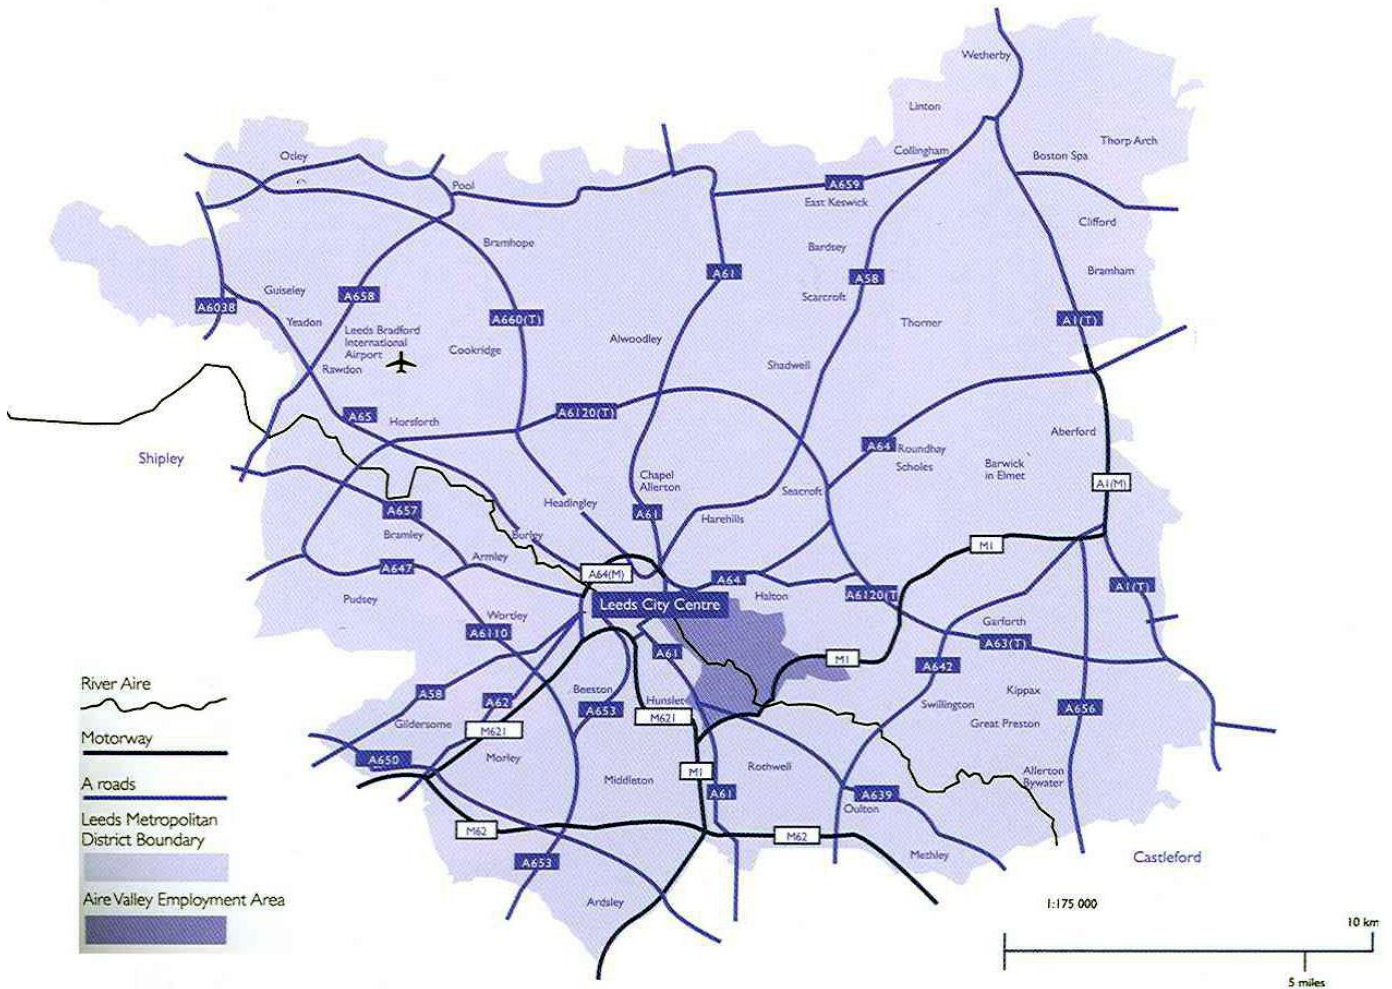 Wetherby
Linton
Thorp Arch
Collingham
Boston Spa
Otley
Pool
A659
East Keswick
Clifford
Bramhope
Bardsey
Bramham
A61
A58
Guiseley
A658
Scarcroft
A6038
Yeadon
A660(T)
Thorner
A1(T)
Leeds Bradford
International
Airport
Alwoodley
Cookridge
Rawdon
Shadwell
A65
A6120(T)
Horsforth
Aberford
A64
Roundhay
Scholes
Shipley
Barwick
in Elmet
Chapel
Allerton
A1(M)
Seacroft
Headingley
A657
A61
Harehills
Bramley
Burley
M1
Armley
A647
A64(M)
A64
A1(T)
Pudsey
Leeds City Centre
Halton
A6120(T
Wortley
Garforth
A6110
A63(T)
A61
M1
A642
River Aire
A58
A62
Beeston
Hunslet
Kippax
A653
Swillington
A656
Gildersome
M621
M621
Great Preston
Motorway
A650
Morley
M1
Rothwell
Allerton
Bywater
Middleton
A roads
A61
A639
Oulton
Leeds Metropolitan
District Boundary
M62
M62
Methley
Castleford
A653
Aire Valley Employment Area
Ardsley
1:175 000
10 km
5 miles